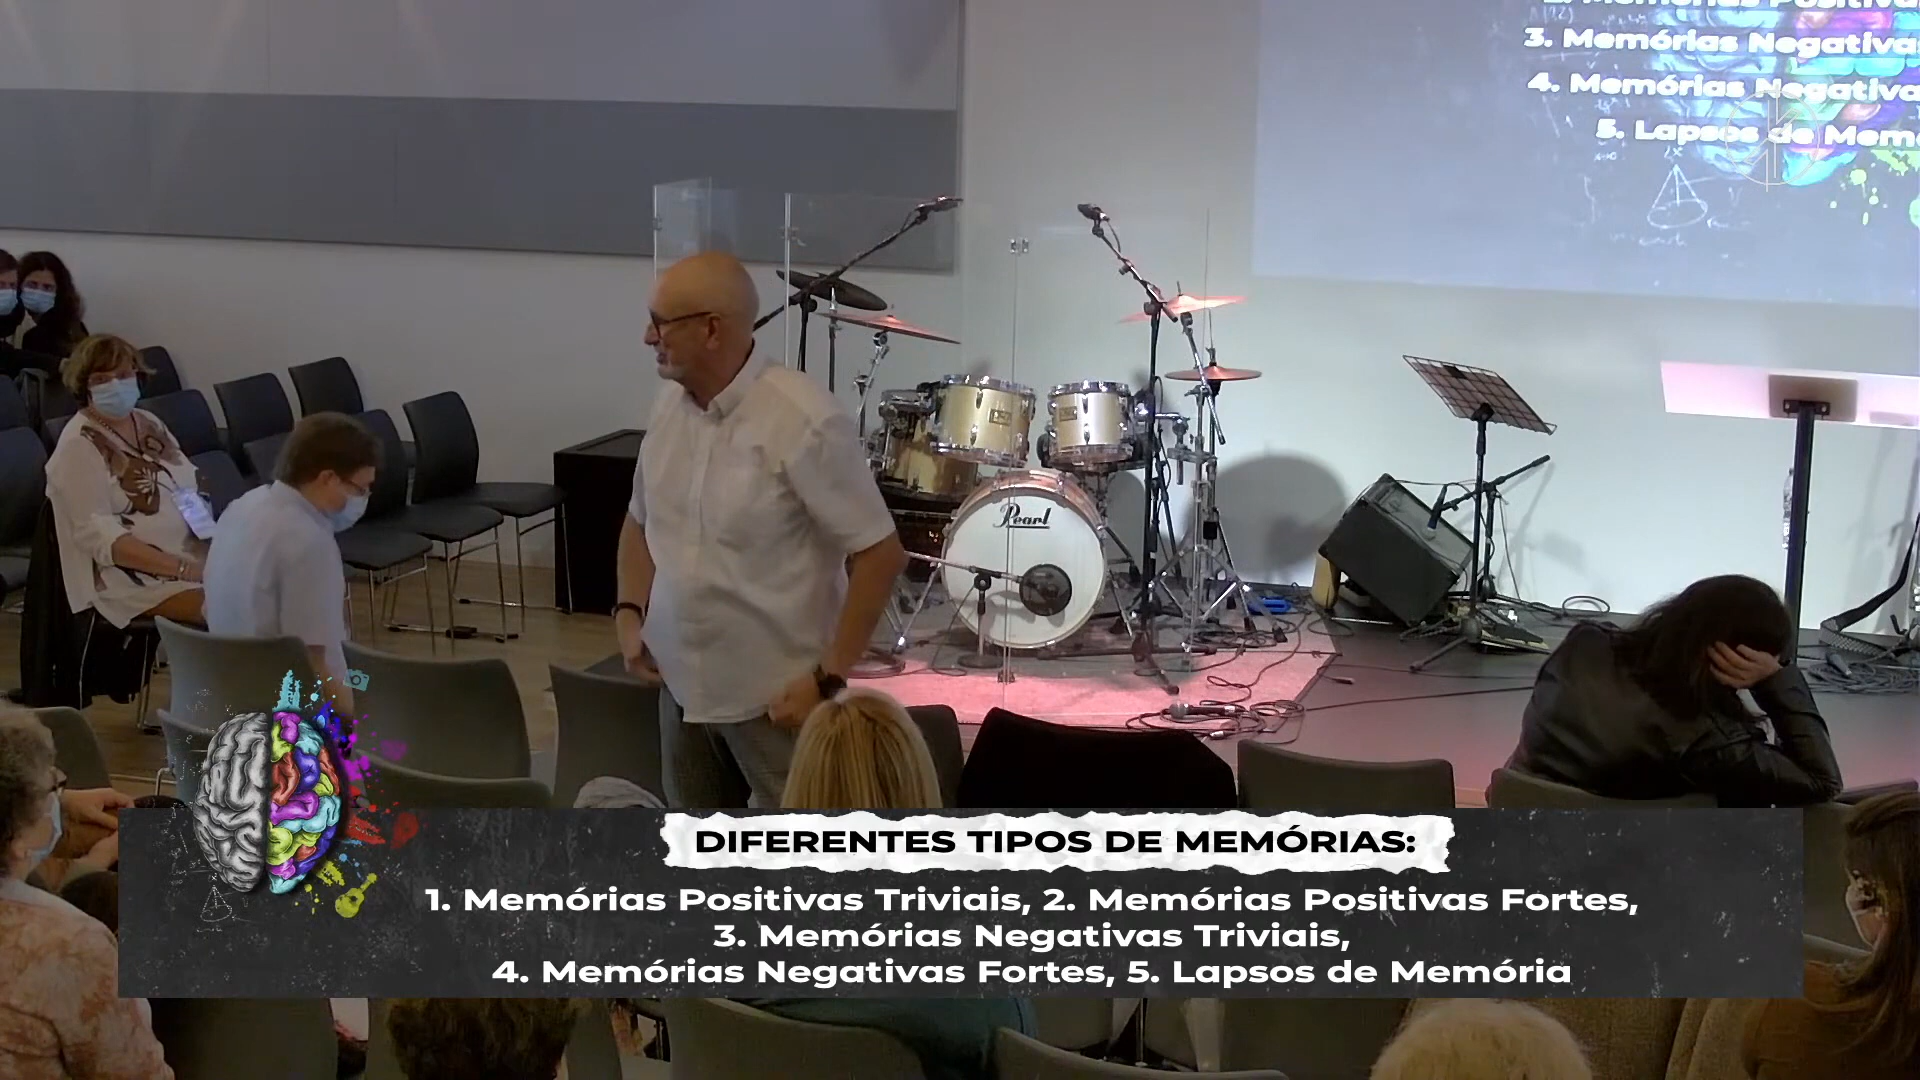 3. Memórias Negativa
4. Memórias Negativa
5. Lapsos de Memó
Pearl
DIFERENTES TIPOS DE MEMÓRIAS:
1. Memórias Positivas Triviais, 2. Memórias Positivas Fortes,
3. Memórias Negativas Triviais,
4. Memórias Negativas Fortes, 5. Lapsos de Memória